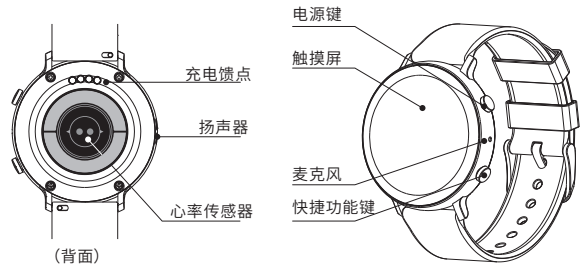 充电馈点
扬声器
心率传感器
(背面)
电源键
触摸屏
麦克风
快捷功能键